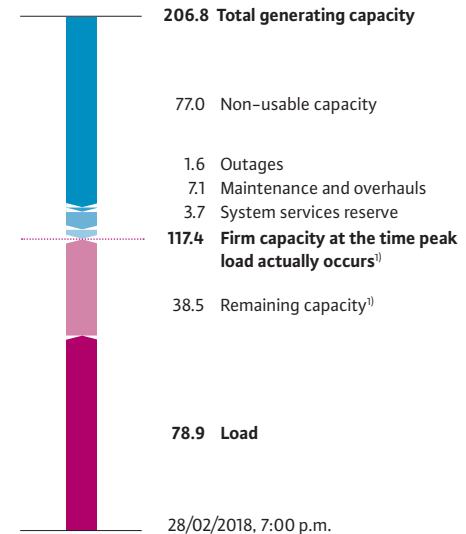 206.8 Total generating capacity
77.0 Non-usable capacity
1.6 Outages
7.1 Maintenance and overhauls
3.7 System services reserve
117.4 Firm capacity at the time peak
load actually occurs¹⁾
38.5 Remaining capacity¹⁾
78.9 Load
28/02/2018, 7:00 p.m.